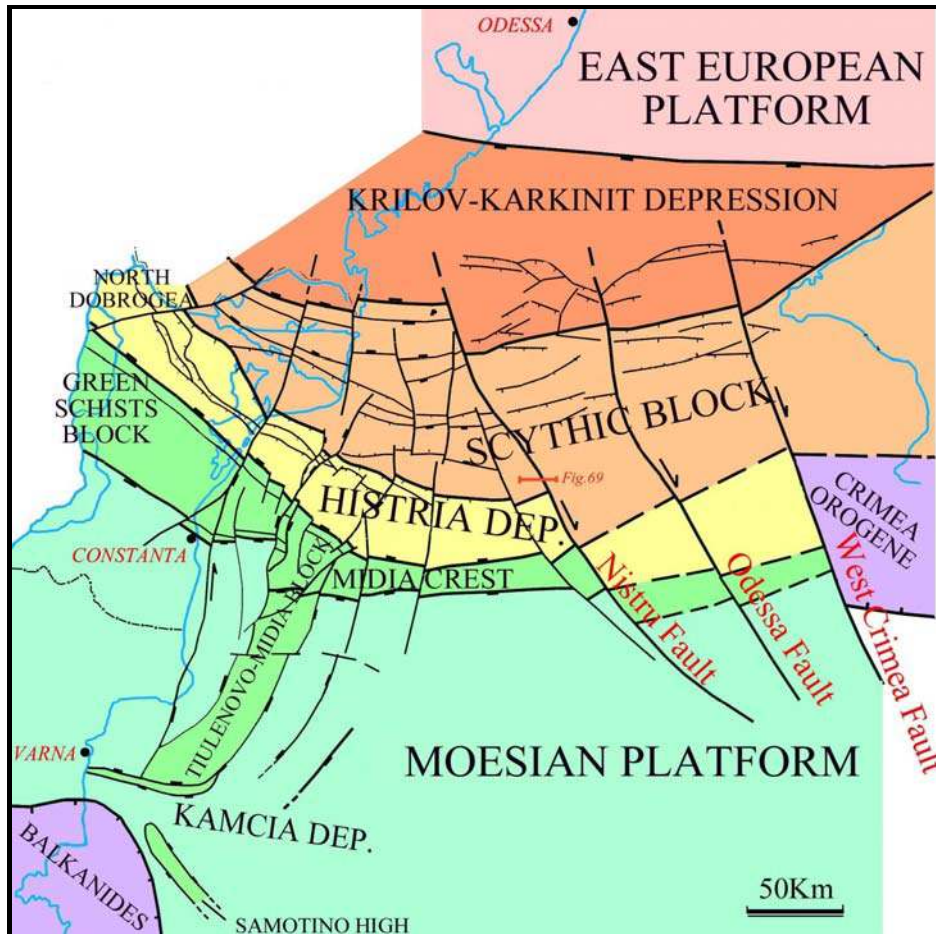 ODESSA
EAST EUROPEAN
PLATFORM
KRILOV-KARKINIT DEPRESSION
NORTH
DOBROGEA
GREEN
SCHISTS
BLOCK
SCYTHIC BLOCK
Fig.69
HISTRIA DEP.
CRIMEA
OROGENE
CONSTANTA
MIDIA CREST
Nistru Fault
Odessa Fault
West Crimea Fault
TIULENOVO-MIDIA BLOCK
VARNA
MOESIAN PLATFORM
KAMCIA DEP.
BALKANIDES
50Km
SAMOTINO HIGH